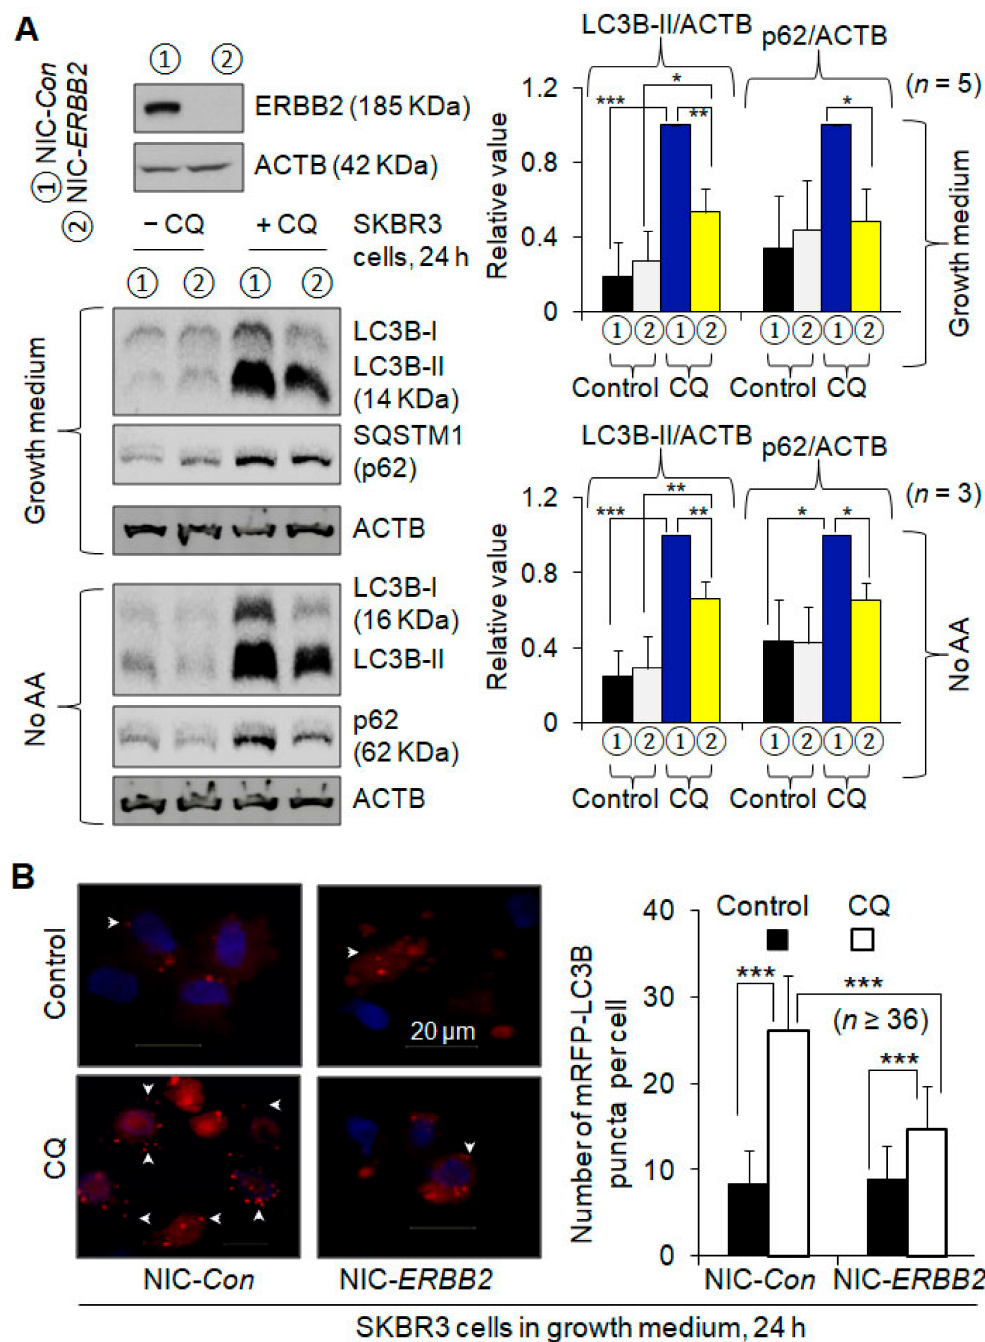 A
① NIC-Con
② NIC-ERBB2
① ②
ERBB2 (185 KDa)
ACTB (42 KDa)
– CQ + CQ SKBR3
cells, 24 h
① ② ① ②
Growth medium
LC3B-I
LC3B-II
(14 KDa)
SQSTM1
(p62)
ACTB
No AA
LC3B-I
(16 KDa)
LC3B-II
p62
(62 KDa)
ACTB
LC3B-II/ACTB p62/ACTB
(n = 5)
Relative value
1.2
0.8
0.4
0
*** * ** *
① ② ① ② ① ② ① ②
Control CQ Control CQ
Growth medium
LC3B-II/ACTB p62/ACTB
(n = 3)
Relative value
1.2
0.8
0.4
0
*** ** ** * *
① ② ① ② ① ② ① ②
Control CQ Control CQ
No AA
B
Control
CQ
20 µm
NIC-Con NIC-ERBB2
Number of mRFP-LC3B
puncta per cell
40
30
20
10
0
Control CQ
*** *** ***
(n ≥ 36)
NIC-Con NIC-ERBB2
SKBR3 cells in growth medium, 24 h